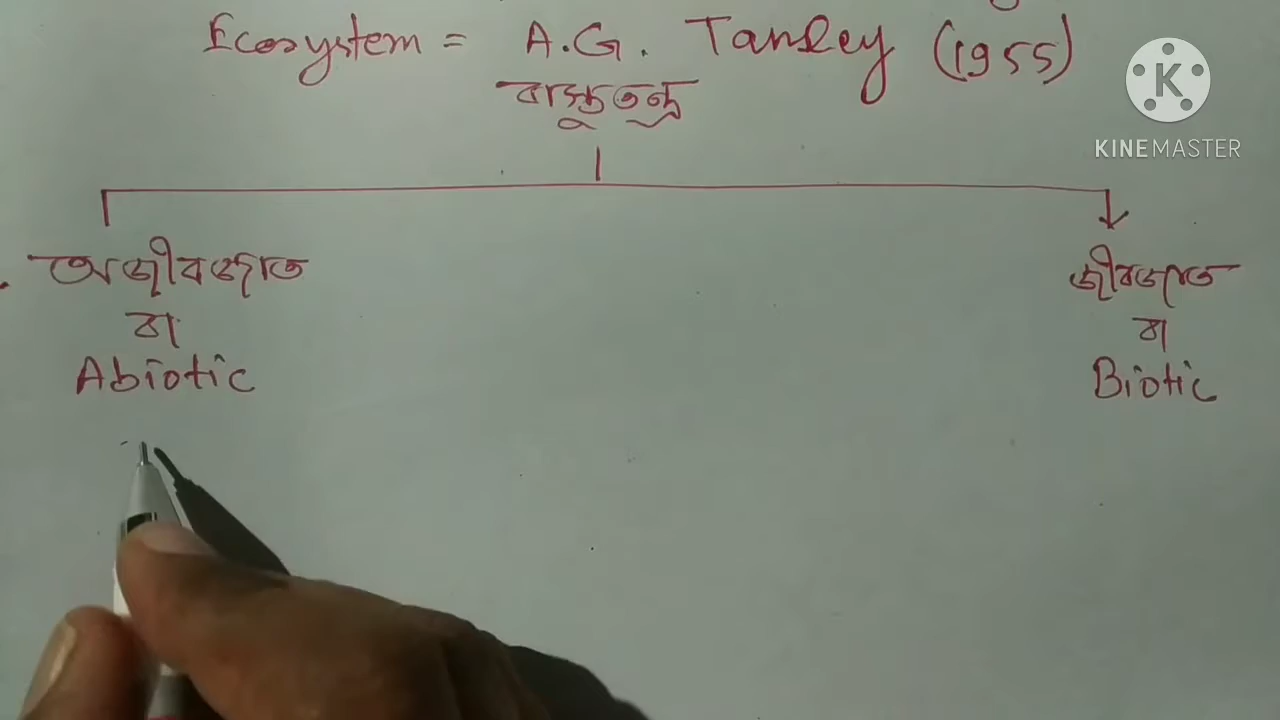 Ecosystem = A.G. Tansley (1955)
বাস্তুতন্ত্র
অজীবজাত
বা
Abiotic
জীবজাত
বা
Biotic
K
KINEMASTER